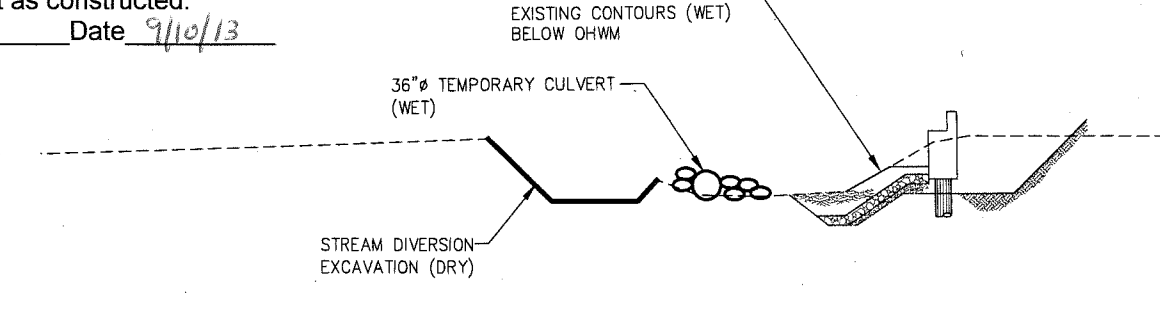 t as constructed.
Date 9/10/13
EXISTING CONTOURS (WET)
BELOW OHWM
36"ø TEMPORARY CULVERT
(WET)
STREAM DIVERSION
EXCAVATION (DRY)